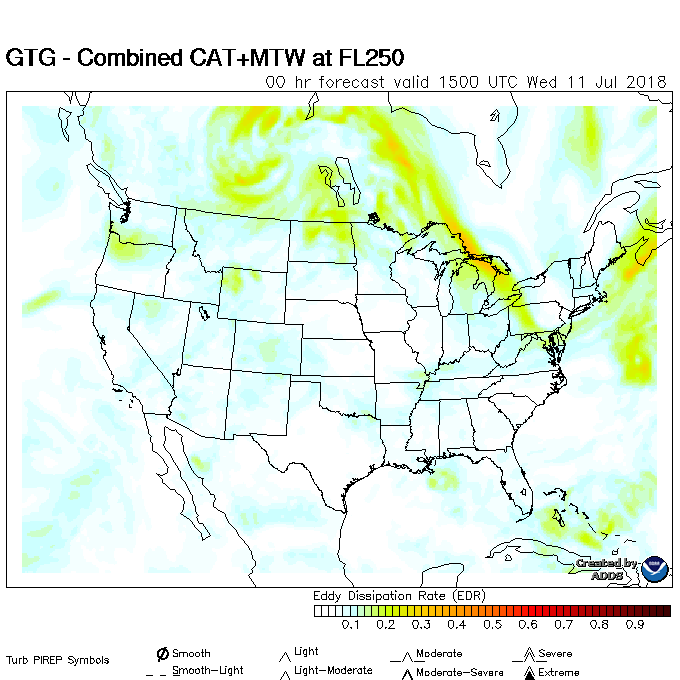 GTG - Combined CAT+MTW at FL250
00 hr forecast valid 1500 UTC Wed 11 Jul 2018
Created by
ADDS
Eddy Dissipation Rate (EDR)
0.1 0.2 0.3 0.4 0.5 0.6 0.7 0.8 0.9
Turb PIREP Symbols
Smooth Light Moderate Severe
Smooth-Light Light-Moderate Moderate-Severe Extreme